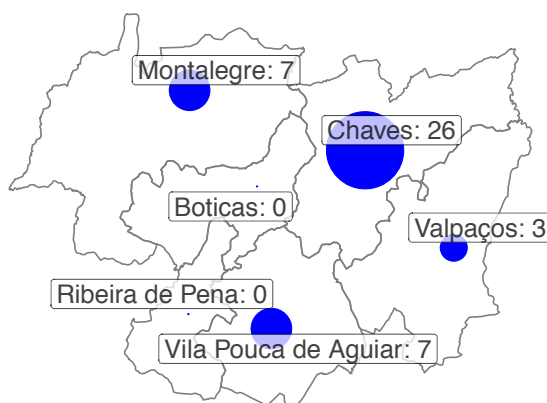 Montalegre: 7
Chaves: 26
Boticas: 0
Valpaços: 3
Ribeira de Pena: 0
Vila Pouca de Aguiar: 7